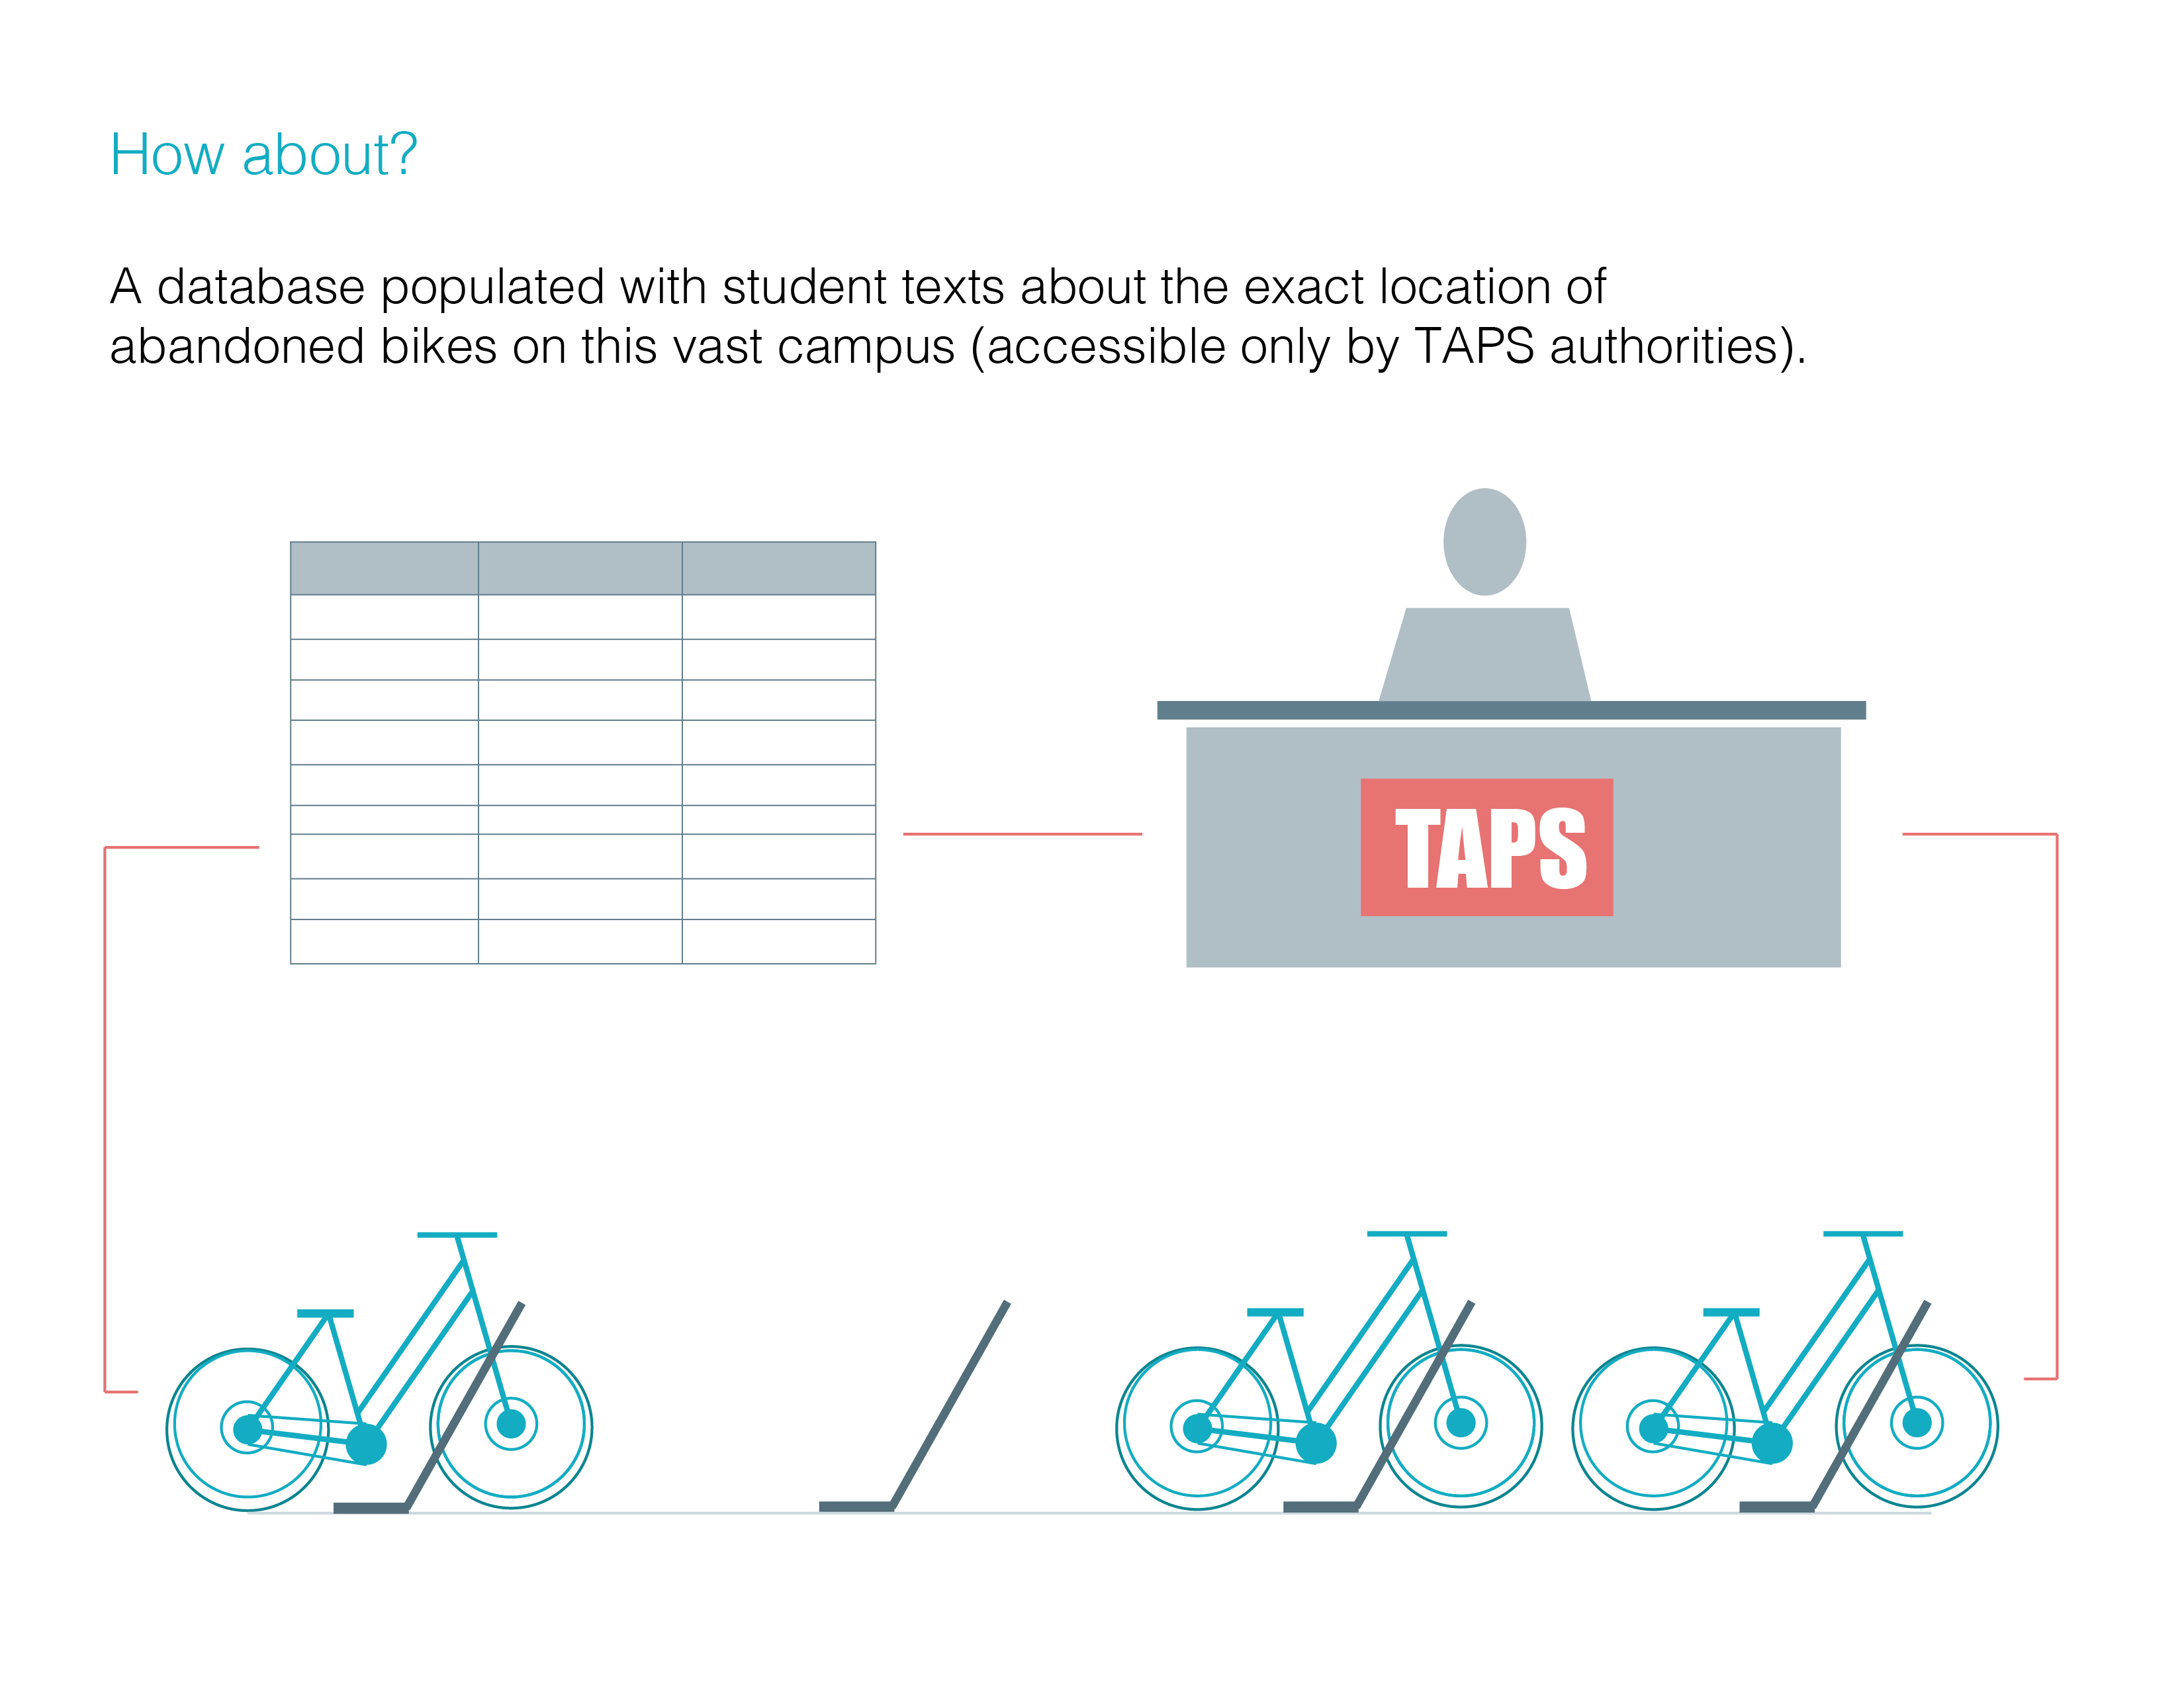 How about?
A database populated with student texts about the exact location of
abandoned bikes on this vast campus (accessible only by TAPS authorities).
TAPS